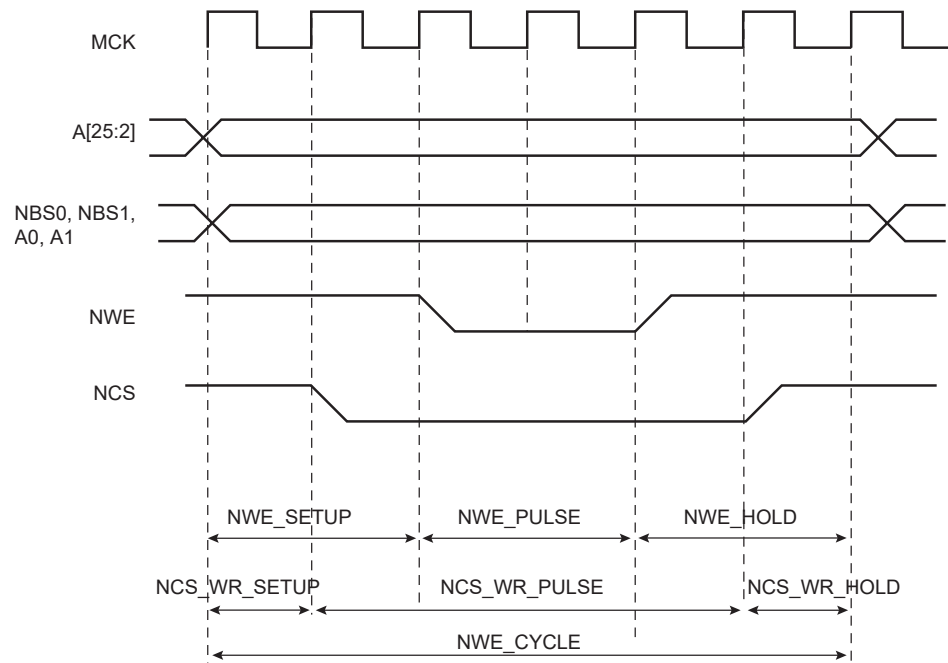 MCK
A[25:2]
NBS0, NBS1,
A0, A1
NWE
NCS
NWE_SETUP NWE_PULSE NWE_HOLD
NCS_WR_SETUP NCS_WR_PULSE NCS_WR_HOLD
NWE_CYCLE